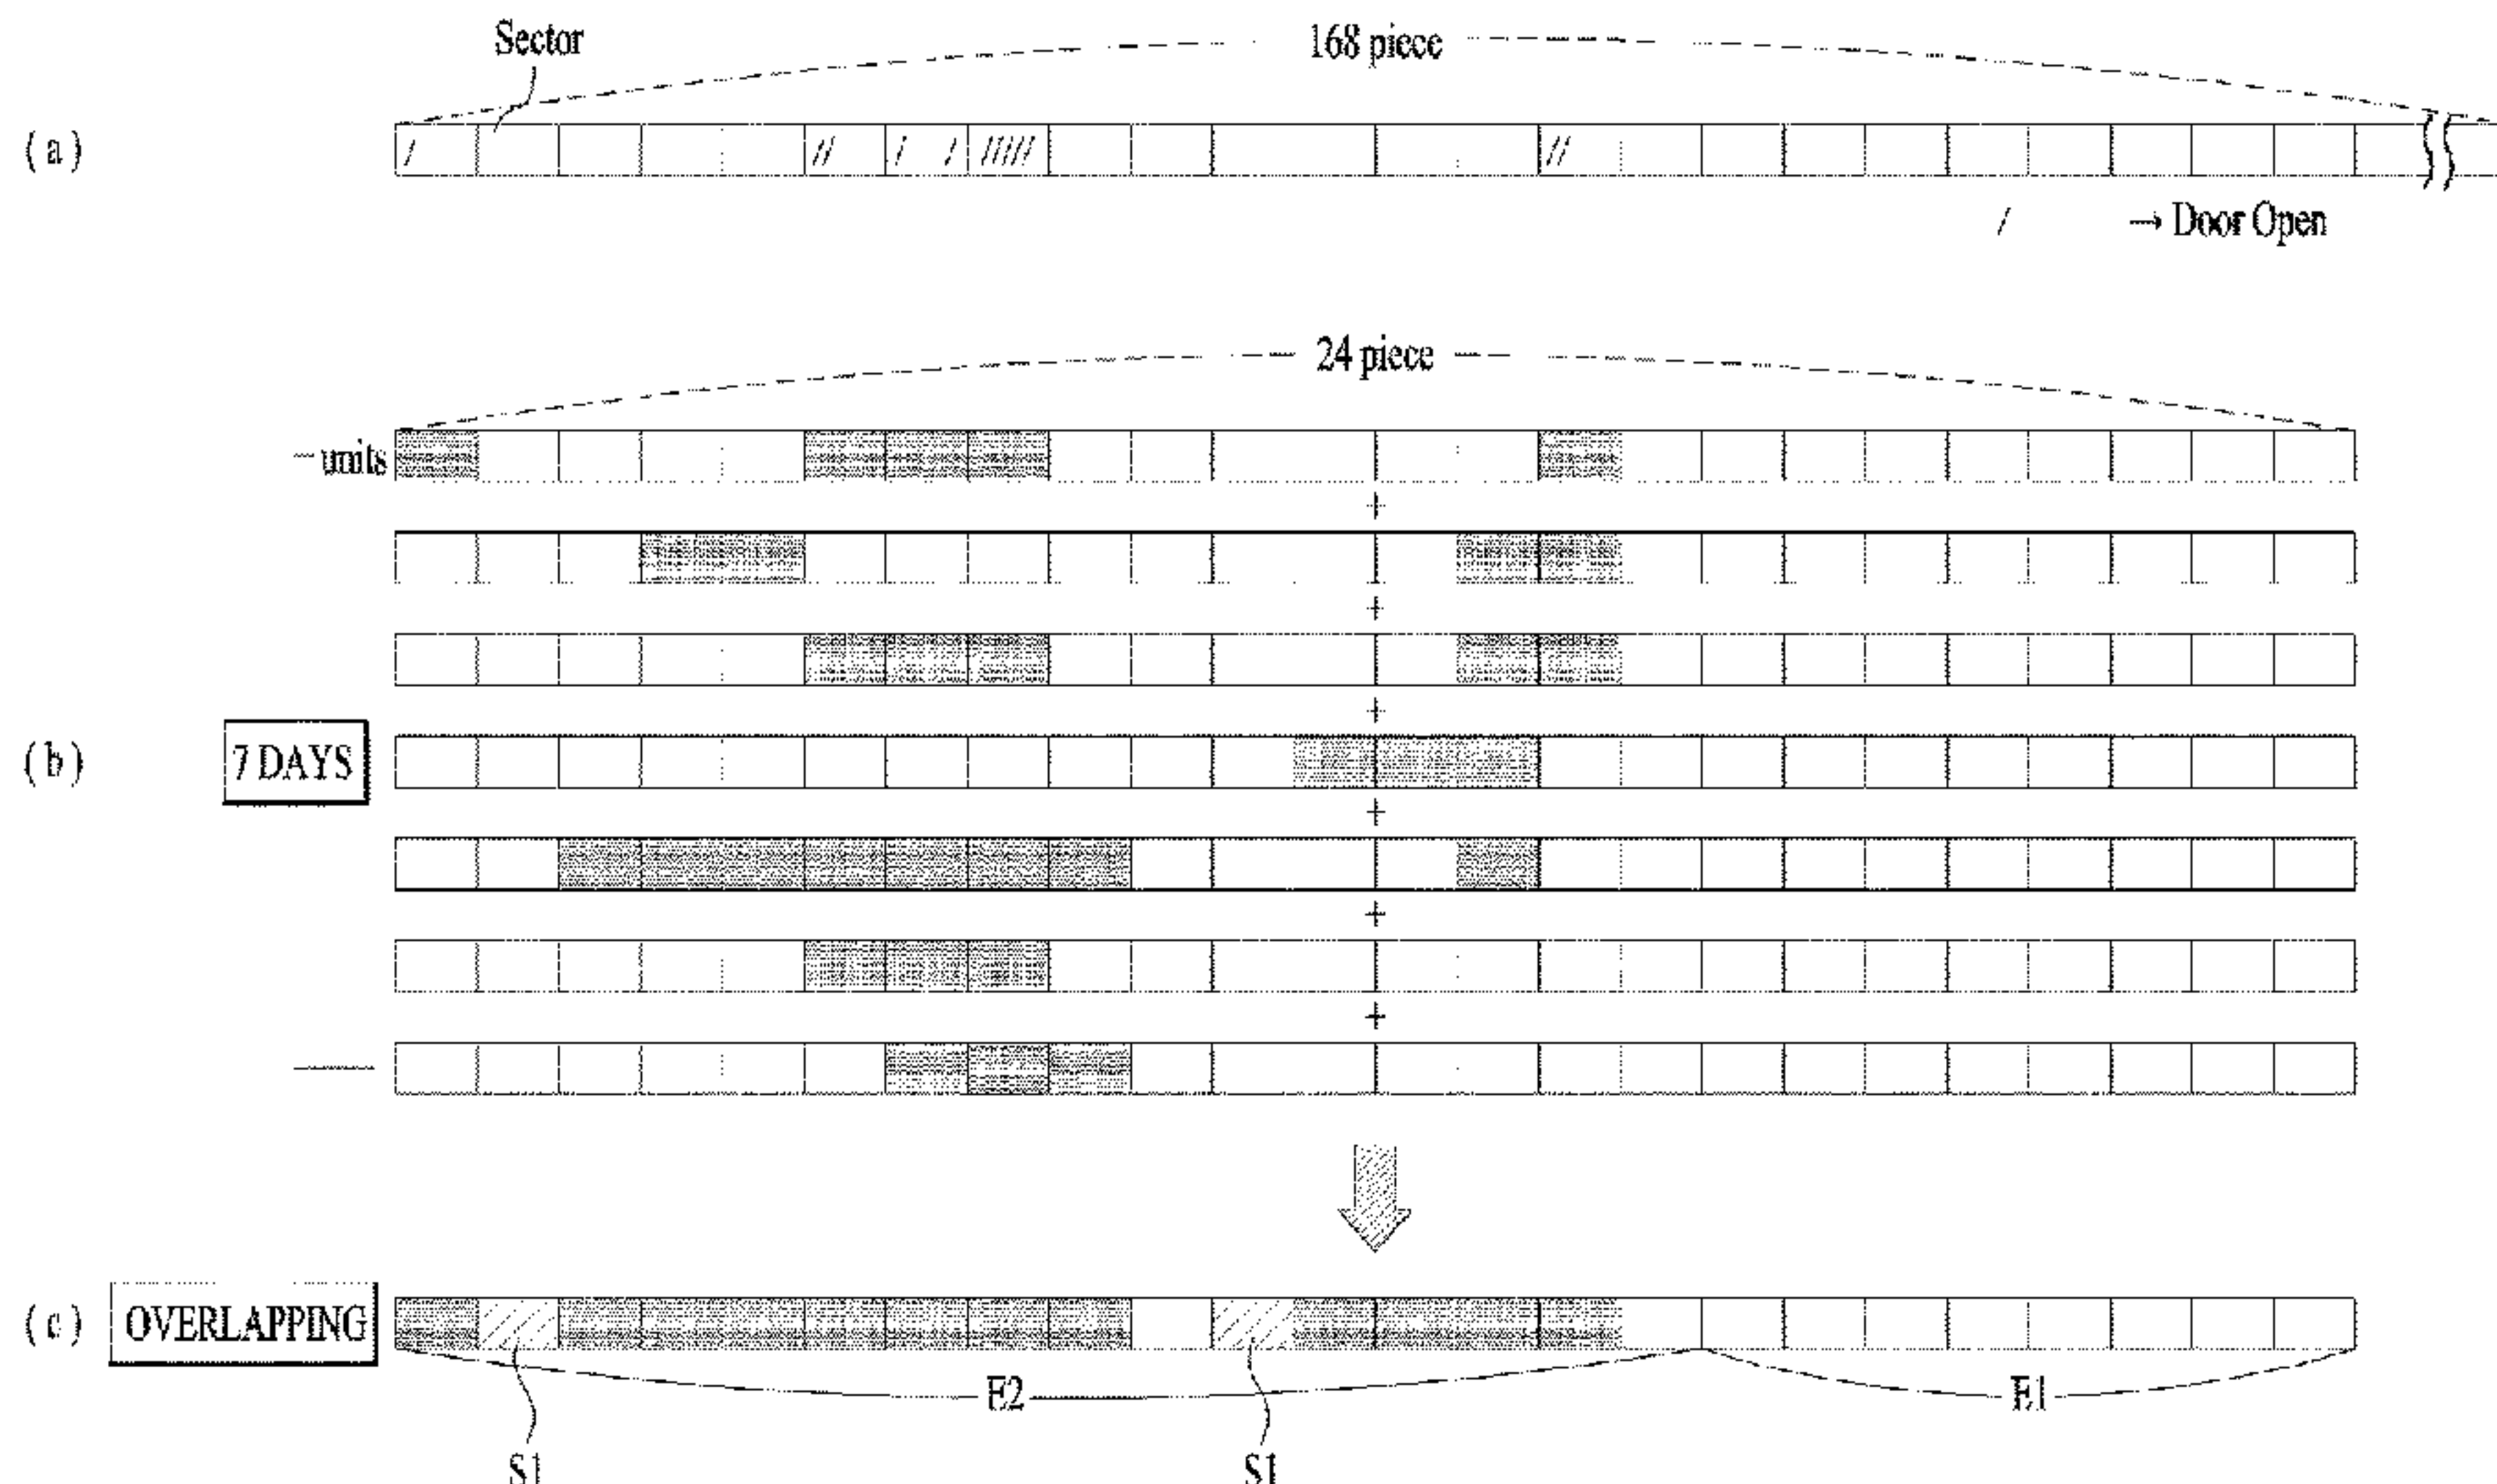 Sector
168 piece
(a)
/ → Door Open
24 piece
units
+
+
+
(b) 7 DAYS
+
+
+
(c) OVERLAPPING
E2
E1
S1
S1